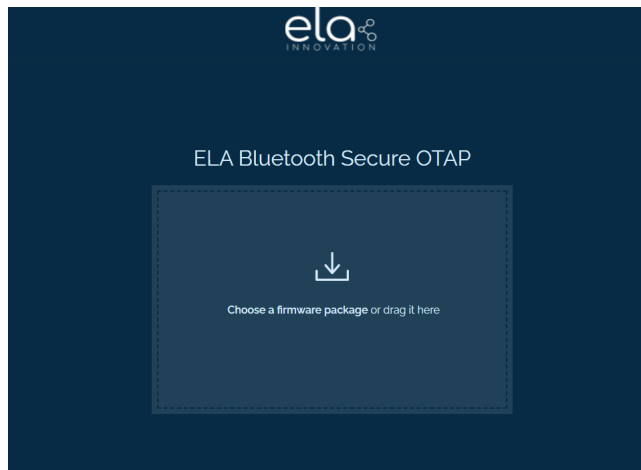 ela
INNOVATION
ELA Bluetooth Secure OTAP
Choose a firmware package or drag it here